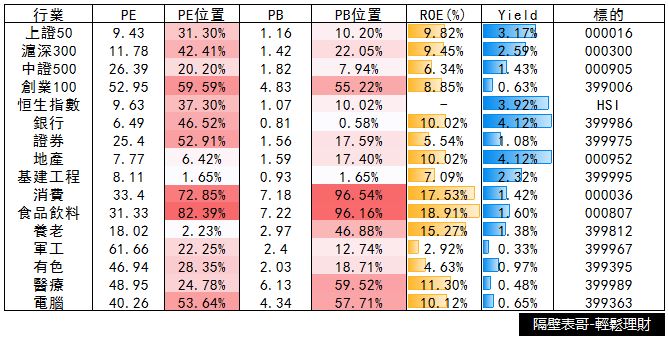 行業 PE PE位置 PB PB位置 ROE(%) Yield 標的
上證50 9.43 31.30% 1.16 10.20% 9.82% 3.17% 000016
滬深300 11.78 42.41% 1.42 22.05% 9.45% 2.59% 000300
中證500 26.39 20.20% 1.82 7.94% 6.34% 1.43% 000905
創業100 52.95 59.59% 4.83 55.22% 8.85% 0.63% 399006
恒生指數 9.63 37.30% 1.07 10.02% - 3.92% HSI
銀行 6.49 46.52% 0.81 0.58% 10.02% 4.12% 399986
證券 25.4 52.91% 1.56 17.59% 5.54% 1.08% 399975
地產 7.77 6.42% 1.59 17.40% 10.02% 4.12% 000952
基建工程 8.11 1.65% 0.93 1.65% 7.09% 2.32% 399995
消費 33.4 72.85% 7.18 96.54% 17.53% 1.42% 000036
食品飲料 31.33 82.39% 7.22 96.16% 18.91% 1.60% 000807
養老 18.02 2.23% 2.97 46.88% 15.27% 1.38% 399812
軍工 61.66 22.25% 2.4 12.74% 2.92% 0.33% 399967
有色 46.94 28.35% 2.03 18.71% 4.63% 0.97% 399395
醫療 48.95 24.78% 6.13 59.52% 11.30% 0.48% 399989
電腦 40.26 53.64% 4.34 57.71% 10.12% 0.65% 399363
隔壁表哥-輕鬆理財